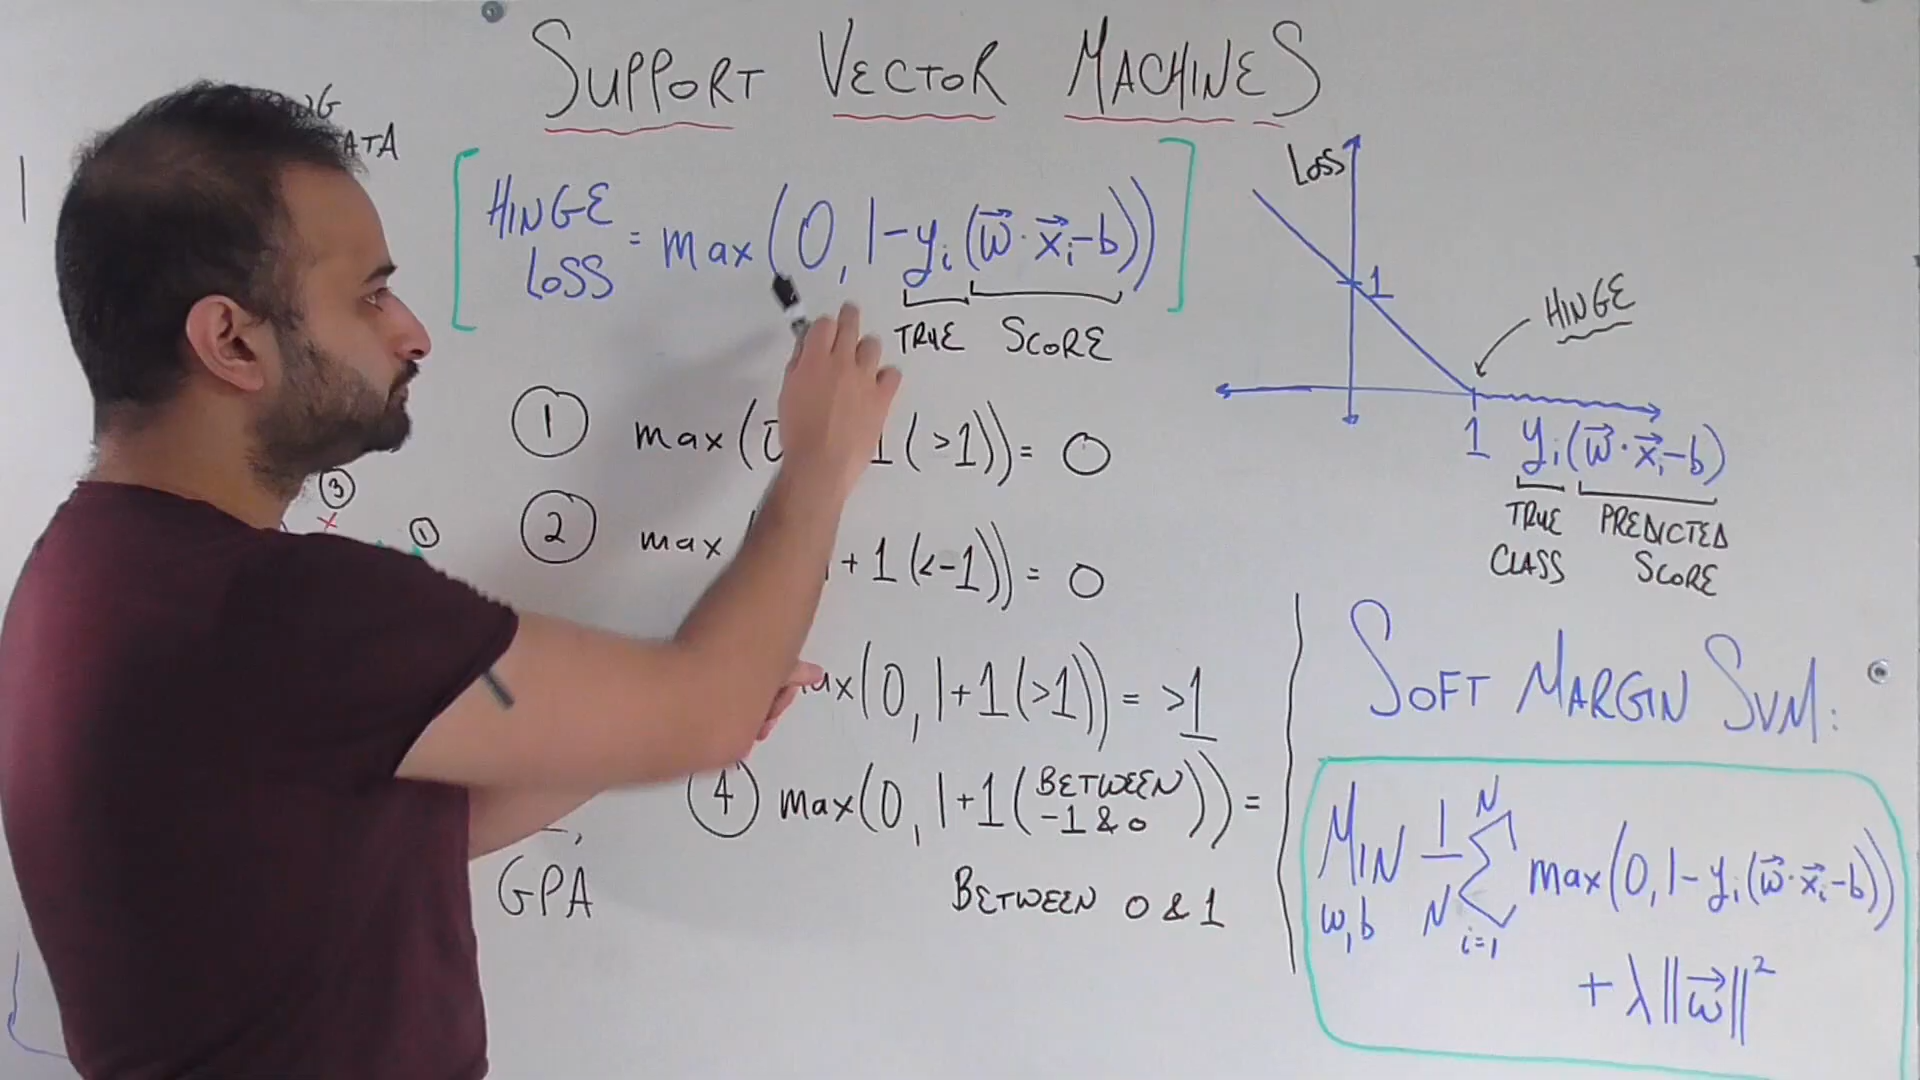 SUPPORT VECTOR MACHINES
ATA
HINGE LOSS = max(0, 1-yᵢ(w⃗·x⃗ᵢ-b))
TRUE SCORE
① max( 1(>1))= 0
② max +1(<-1))= 0
max(0, 1+1(>1)) = >1
④ max(0, 1+1(BETWEEN -1 & 0)) =
BETWEEN 0 & 1
③
①
GPA
LOSS
1
HINGE
1 yᵢ(w⃗·x⃗ᵢ-b)
TRUE CLASS
PREDICTED SCORE
SOFT MARGIN SVM:
MIN w,b 1/N Σ i=1 N max(0, 1-yᵢ(w⃗·x⃗ᵢ-b))
+ λ||w⃗||²